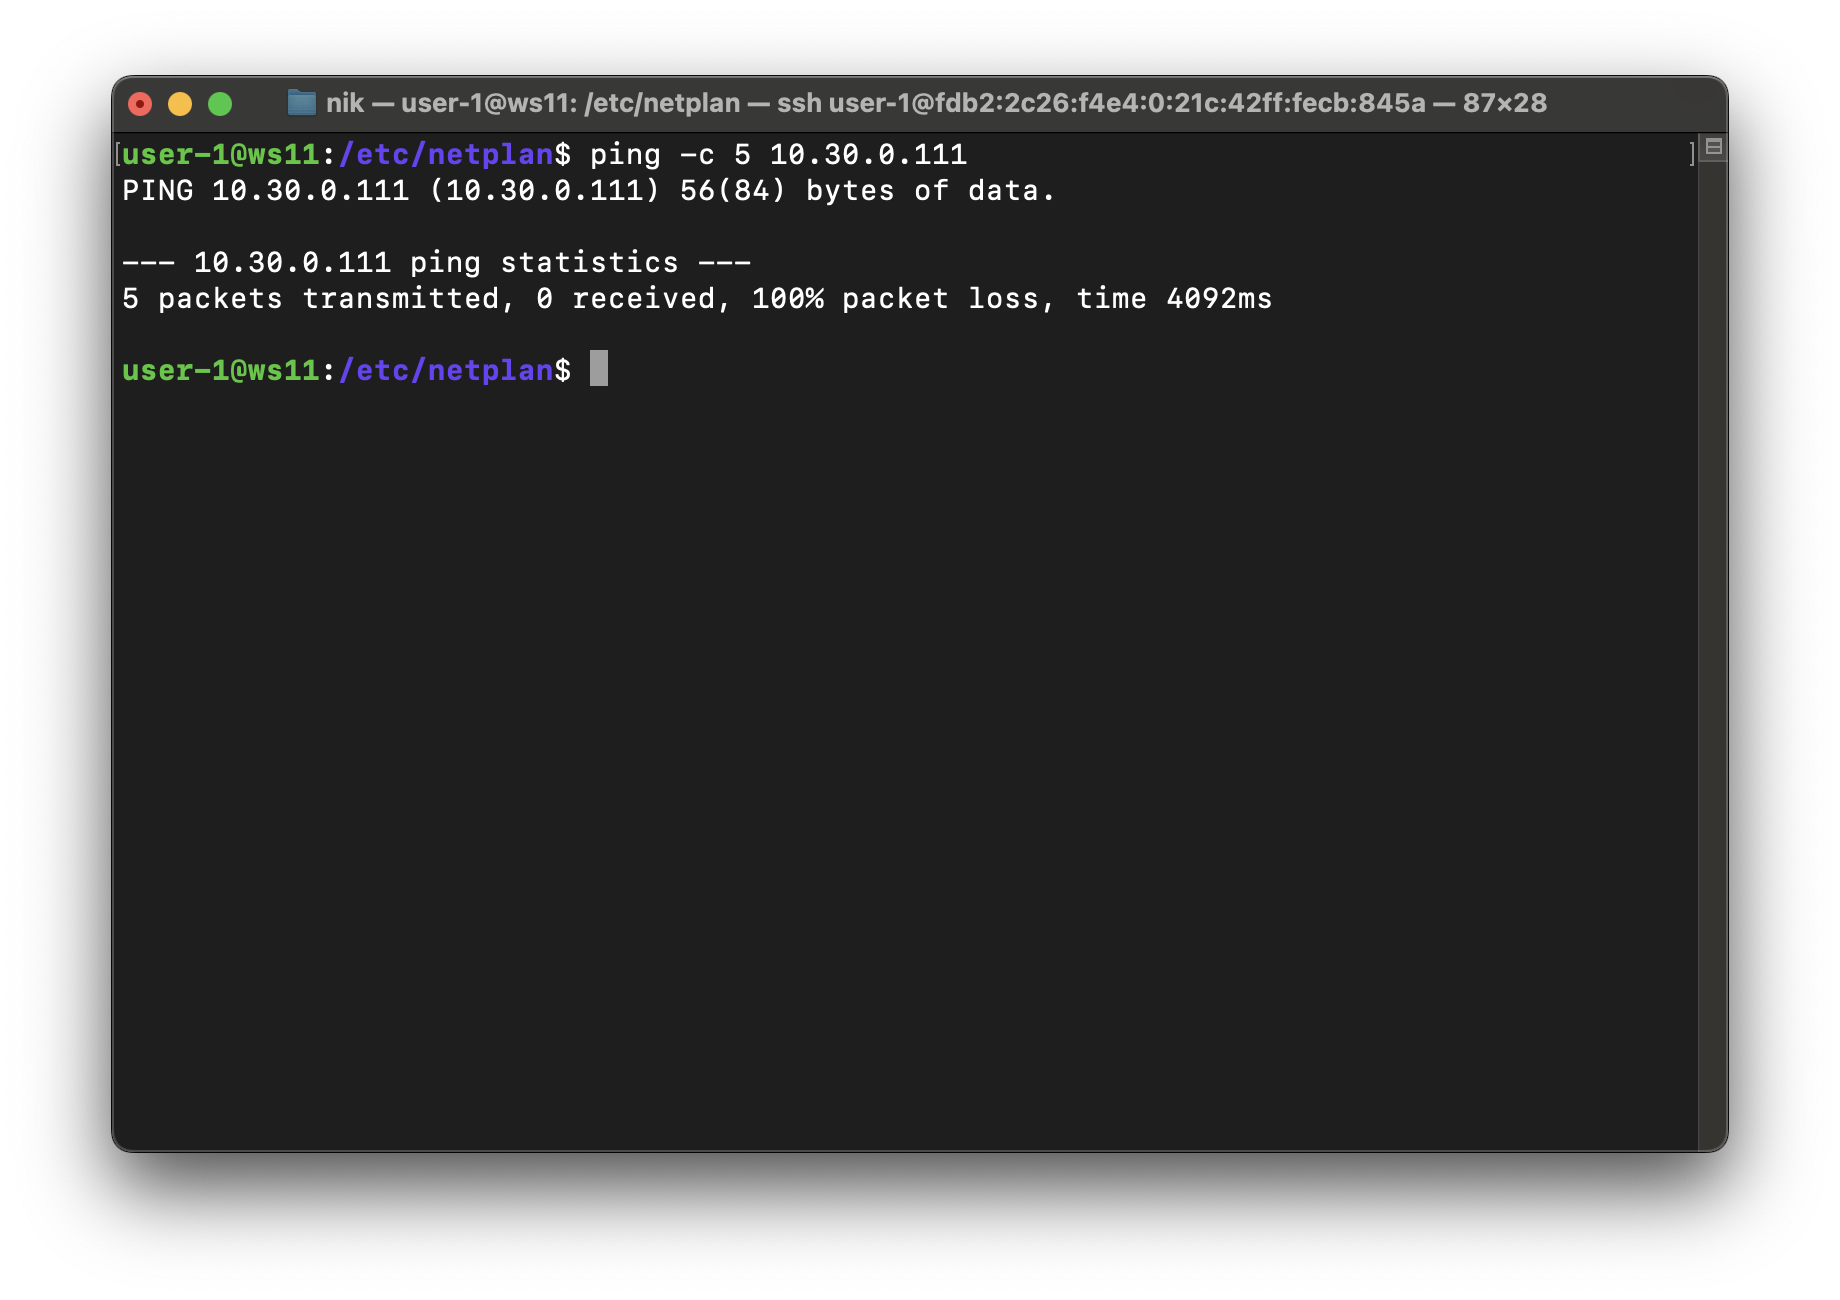 nik — user-1@ws11: /etc/netplan — ssh user-1@fdb2:2c26:f4e4:0:21c:42ff:fecb:845a — 87×28
[user-1@ws11:/etc/netplan$ ping -c 5 10.30.0.111 ]
PING 10.30.0.111 (10.30.0.111) 56(84) bytes of data.

--- 10.30.0.111 ping statistics ---
5 packets transmitted, 0 received, 100% packet loss, time 4092ms

user-1@ws11:/etc/netplan$